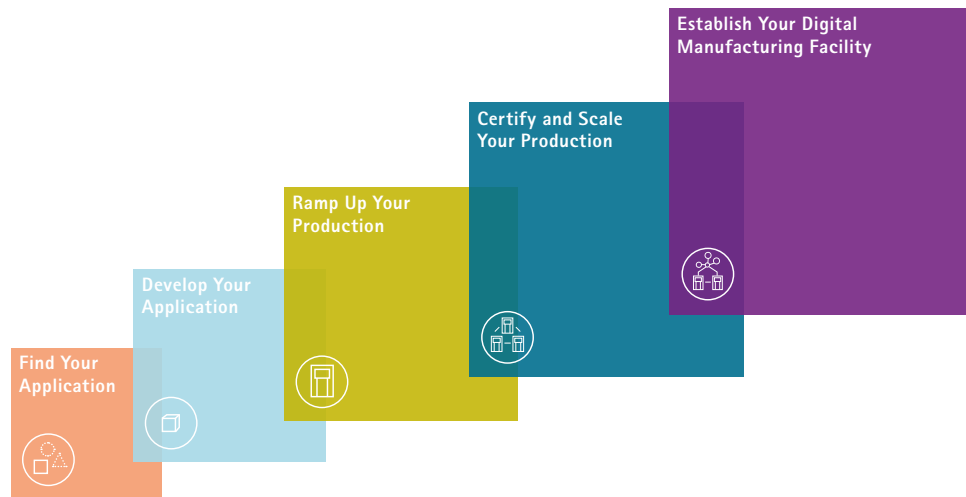 Establish Your Digital
Manufacturing Facility
Certify and Scale
Your Production
Ramp Up Your
Production
Develop Your
Application
Find Your
Application